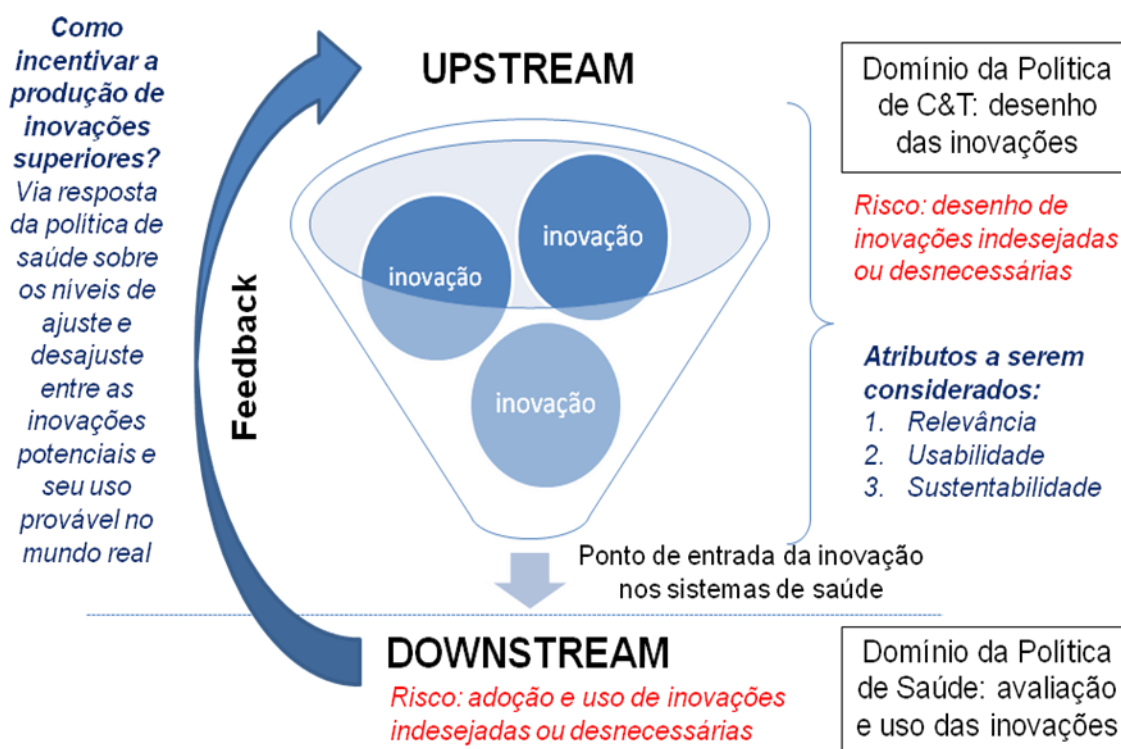 Como
incentivar a
produção de
inovações
superiores?
Via resposta
da política de
saúde sobre
os níveis de
ajuste e
desajuste
entre as
inovações
potenciais e
seu uso
provável no
mundo real
Feedback
UPSTREAM
inovação
inovação
inovação
Domínio da Política
de C&T: desenho
das inovações
Risco: desenho de
inovações indesejadas
ou desnecessárias
Atributos a serem
considerados:
1. Relevância
2. Usabilidade
3. Sustentabilidade
Ponto de entrada da inovação
nos sistemas de saúde
DOWNSTREAM
Risco: adoção e uso de inovações
indesejadas ou desnecessárias
Domínio da Política
de Saúde: avaliação
e uso das inovações